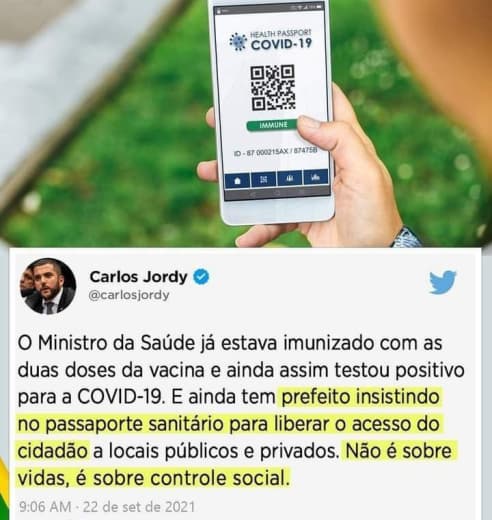 HEALTH PASSPORT
COVID-19
IMMUNE
ID - 87 000215AX / 87475B
Carlos Jordy
@carlosjordy
O Ministro da Saúde já estava imunizado com as
duas doses da vacina e ainda assim testou positivo
para a COVID-19. E ainda tem prefeito insistindo
no passaporte sanitário para liberar o acesso do
cidadão a locais públicos e privados. Não é sobre
vidas, é sobre controle social.
9:06 AM · 22 de set de 2021